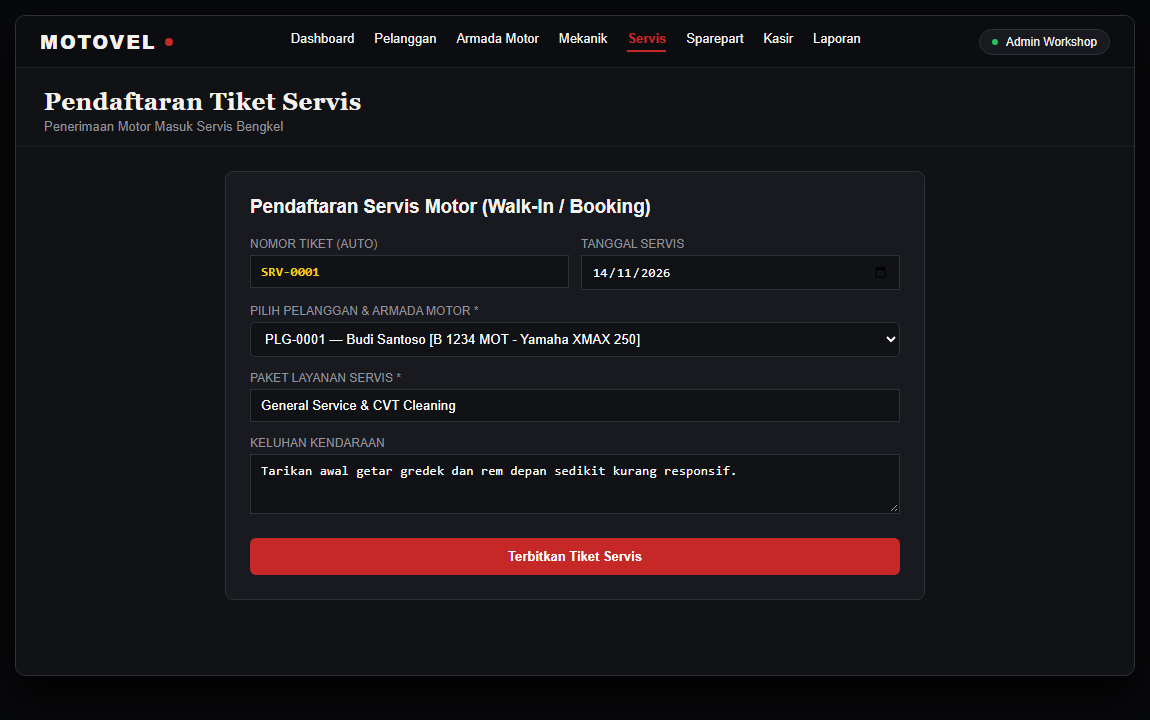 MOTOVEL
Dashboard Pelanggan Armada Motor Mekanik Servis Sparepart Kasir Laporan
Admin Workshop
Pendaftaran Tiket Servis
Penerimaan Motor Masuk Servis Bengkel
Pendaftaran Servis Motor (Walk-In / Booking)
NOMOR TIKET (AUTO)
SRV-0001
TANGGAL SERVIS
14/11/2026
PILIH PELANGGAN & ARMADA MOTOR *
PLG-0001 — Budi Santoso [B 1234 MOT - Yamaha XMAX 250]
PAKET LAYANAN SERVIS *
General Service & CVT Cleaning
KELUHAN KENDARAAN
Tarikan awal getar gredek dan rem depan sedikit kurang responsif.
Terbitkan Tiket Servis